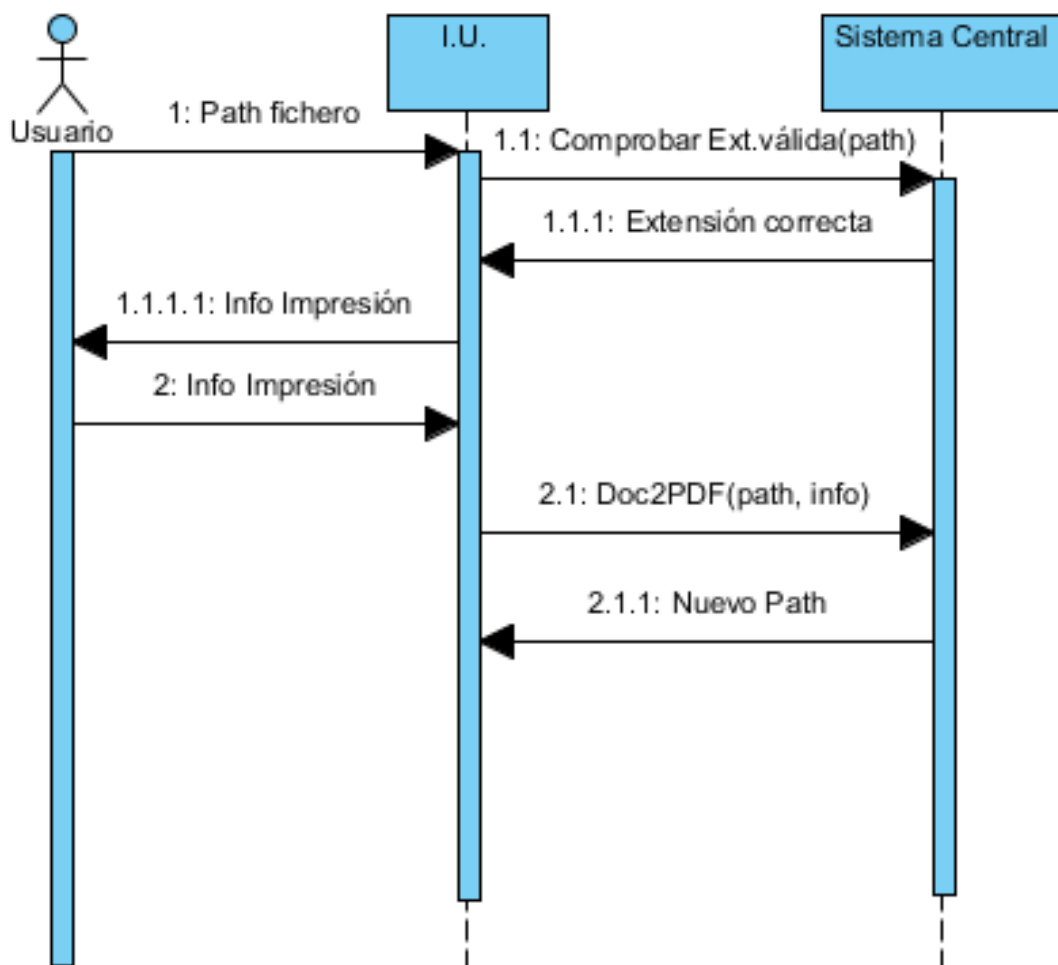 I.U.
Sistema Central
Usuario
1: Path fichero
1.1: Comprobar Ext.válida(path)
1.1.1: Extensión correcta
1.1.1.1: Info Impresión
2: Info Impresión
2.1: Doc2PDF(path, info)
2.1.1: Nuevo Path